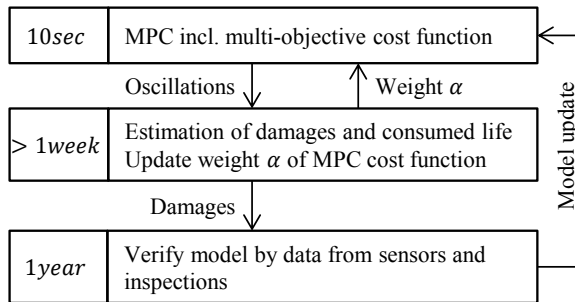 10sec MPC incl. multi-objective cost function
Oscillations Weight α
> 1week Estimation of damages and consumed life
Update weight α of MPC cost function
Damages
1year Verify model by data from sensors and
inspections
Model update